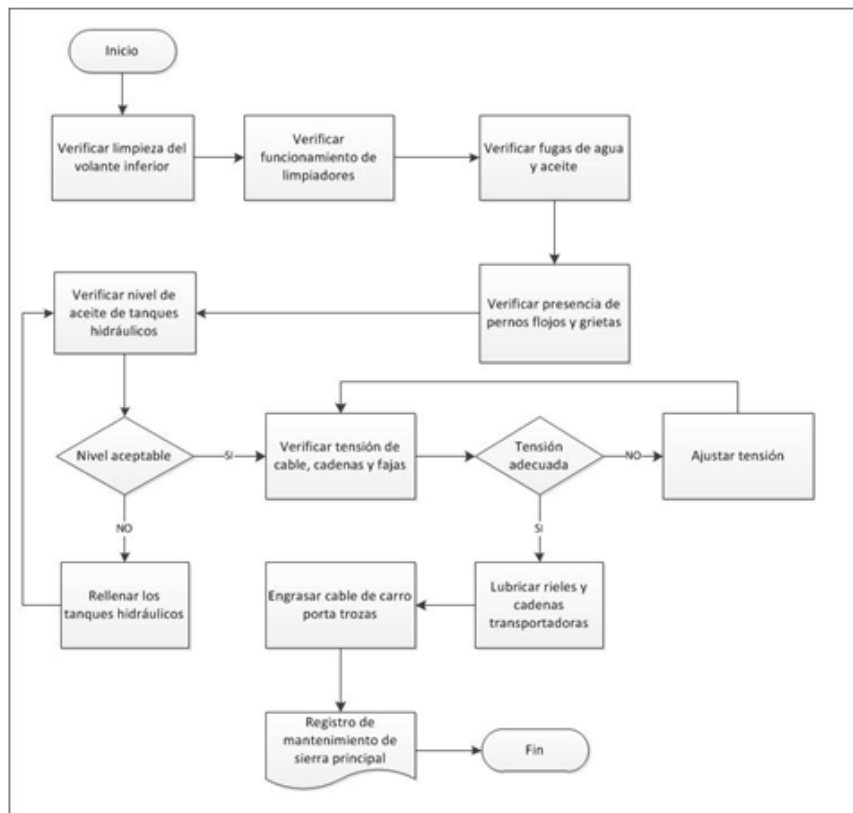 Inicio
Verificar limpieza del
volante inferior
Verificar
funcionamiento de
limpiadores
Verificar fugas de agua
y aceite
Verificar presencia de
pernos flojos y grietas
Verificar nivel de
aceite de tanques
hidráulicos
Nivel aceptable
SI
Verificar tensión de
cable, cadenas y fajas
Tensión
adecuada
NO
Ajustar tensión
NO
SI
Rellenar los
tanques hidráulicos
Lubricar rieles y
cadenas
transportadoras
Engrasar cable de carro
porta trozas
Registro de
mantenimiento de
sierra principal
Fin